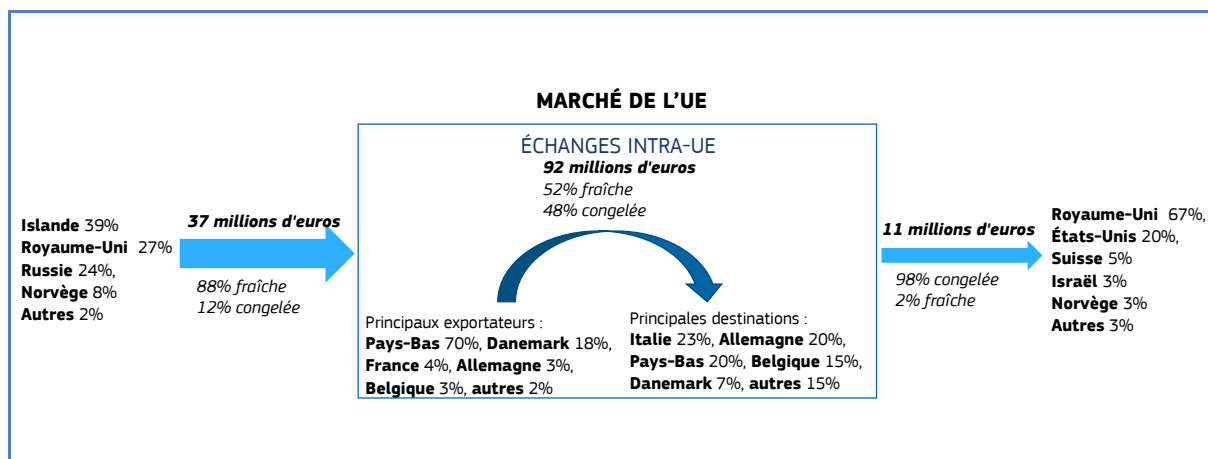 MARCHÉ DE L'UE
ÉCHANGES INTRA-UE
92 millions d'euros
52% fraîche
48% congelée
Islande 39%
Royaume-Uni 27%
Russie 24%,
Norvège 8%
Autres 2%
37 millions d'euros
88% fraîche
12% congelée
Principaux exportateurs :
Pays-Bas 70%, Danemark 18%,
France 4%, Allemagne 3%,
Belgique 3%, autres 2%
Principales destinations :
Italie 23%, Allemagne 20%,
Pays-Bas 20%, Belgique 15%,
Danemark 7%, autres 15%
11 millions d'euros
98% congelée
2% fraîche
Royaume-Uni 67%,
États-Unis 20%,
Suisse 5%
Israël 3%
Norvège 3%
Autres 3%